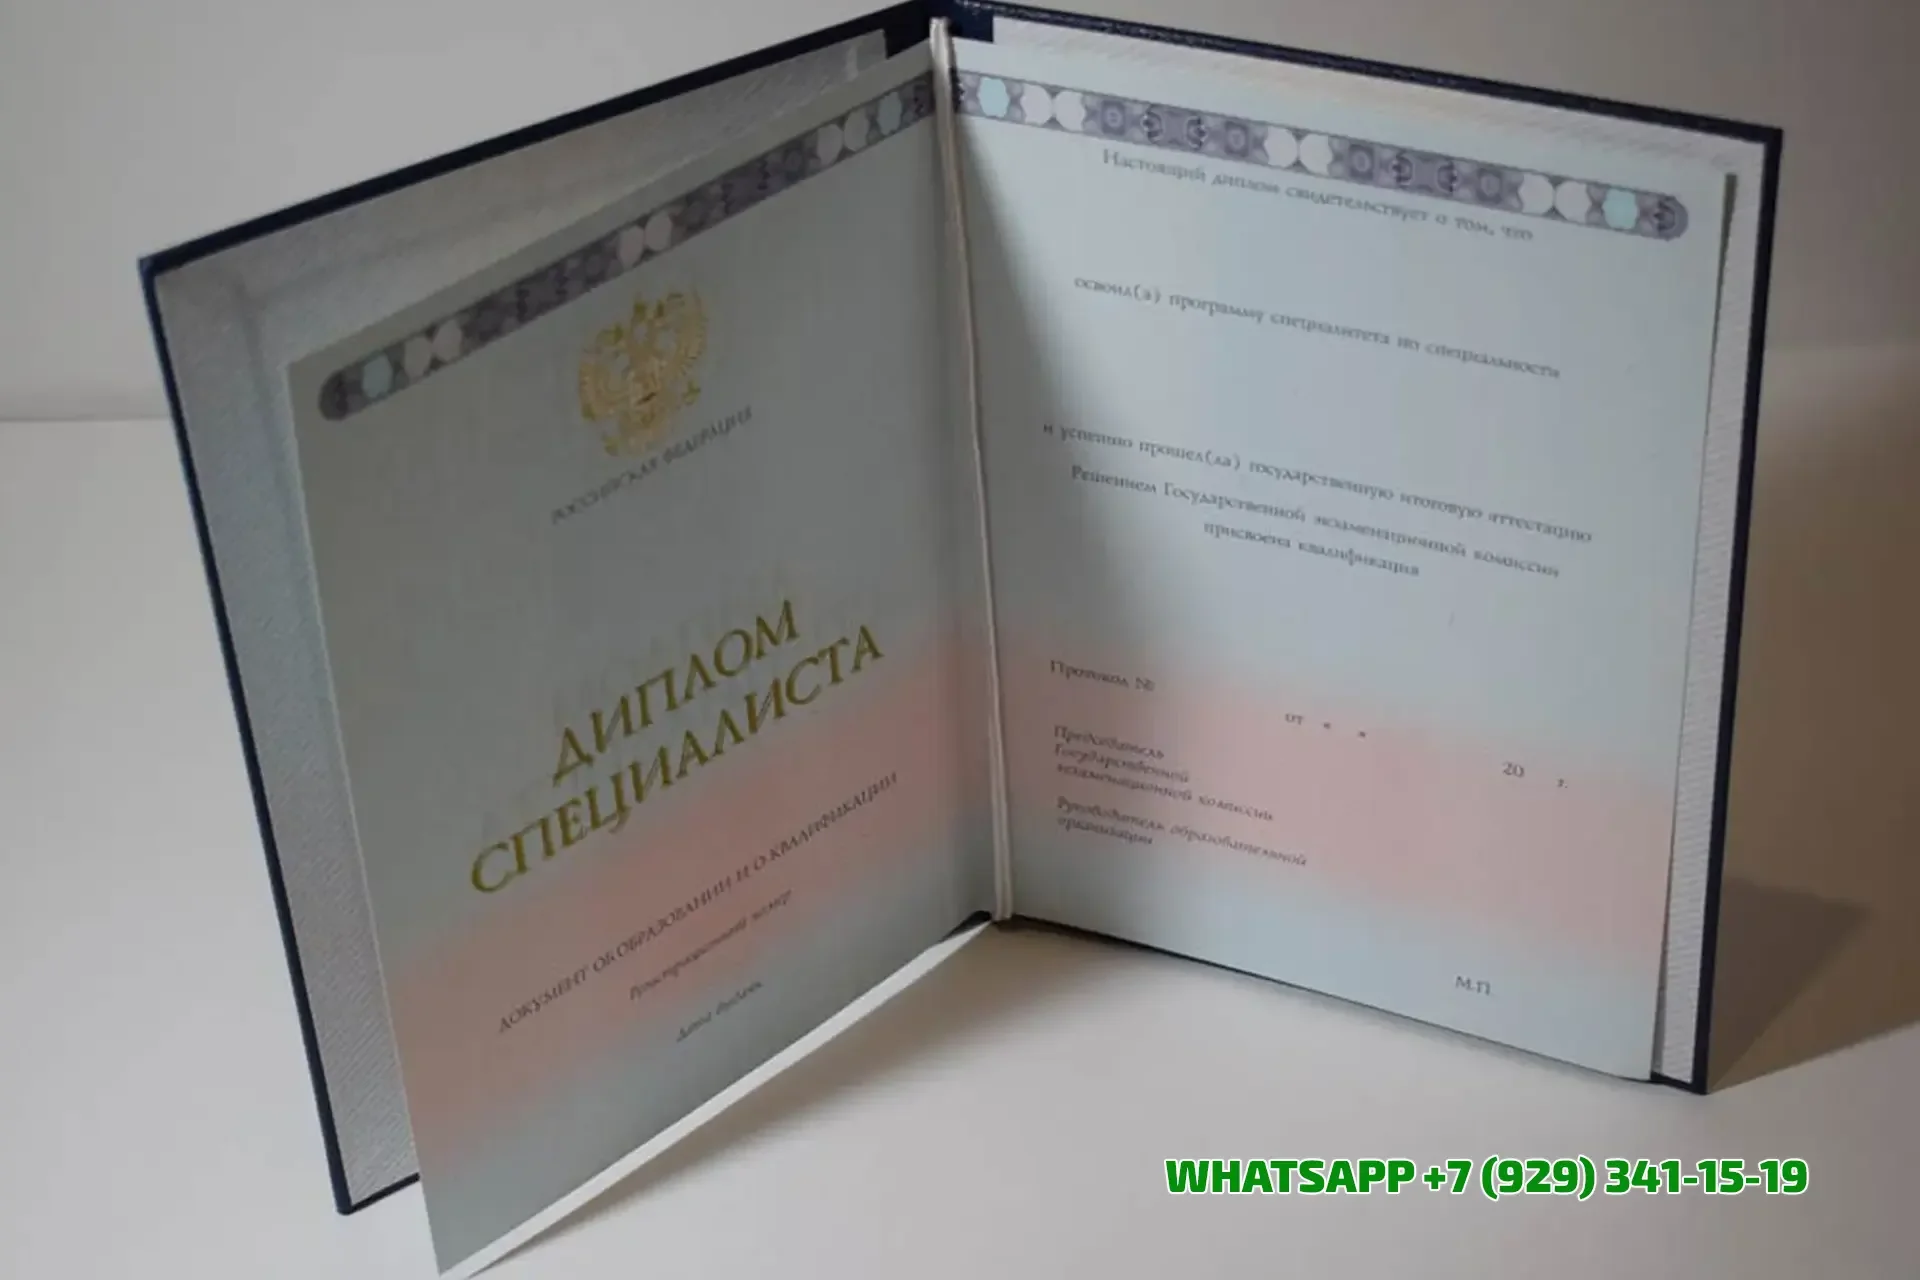 РОССИЙСКАЯ ФЕДЕРАЦИЯ
ДИПЛОМ
СПЕЦИАЛИСТА
ДОКУМЕНТ ОБ ОБРАЗОВАНИИ И О КВАЛИФИКАЦИИ
Регистрационный номер
Дата выдачи
Настоящий диплом свидетельствует о том, что
освоил(а) программу специалитета по специальности
и успешно прошел(ла) государственную итоговую аттестацию
Решением Государственной экзаменационной комиссии
присвоена квалификация
Протокол №
от « »
20 г.
Председатель
Государственной
экзаменационной комиссии
Руководитель образовательной
организации
М.П.
WHATSAPP +7 (929) 341-15-19